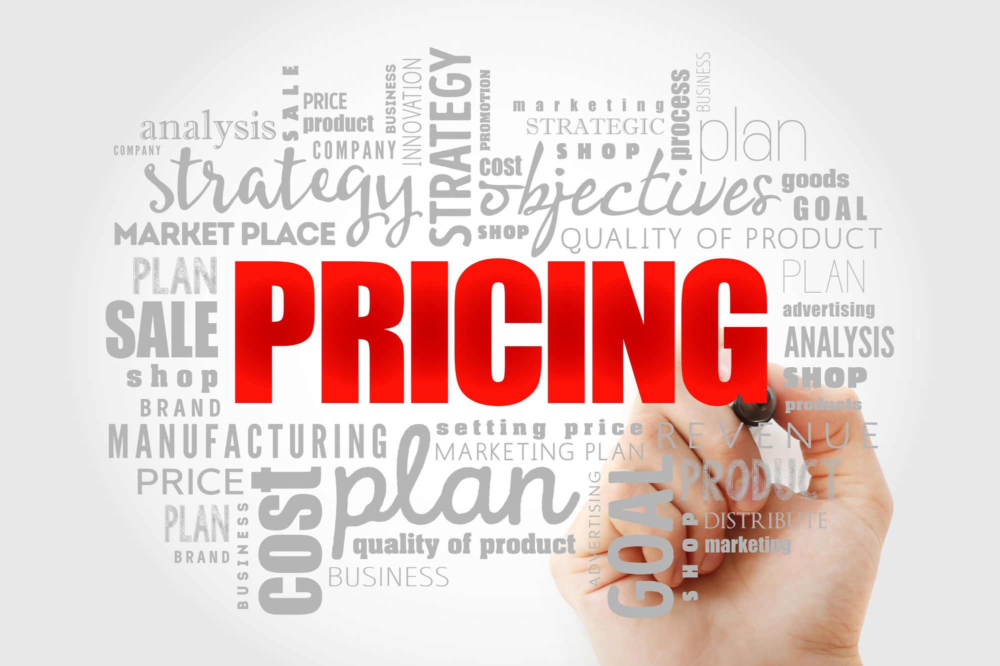 BUSINESS
STRATEGY
INNOVATION
BUSINESS
SALE
PROMOTION
process
PRICE
marketing
product
STRATEGIC
plan
analysis
COMPANY
COMPANY
SHOP
strategy
cost
objectives
goods
GOAL
MARKET PLACE
SHOP
QUALITY OF PRODUCT
PLAN
PRICING
PLAN
SALE
advertising
ANALYSIS
shop
SHOP
BRAND
products
MANUFACTURING
setting price
REVENUE
MARKETING PLAN
PRICE
cost
plan
ADVERTISING
GOAL
PRODUCT
PLAN
BUSINESS
SHOP
DISTRIBUTE
quality of product
marketing
BRAND
BUSINESS